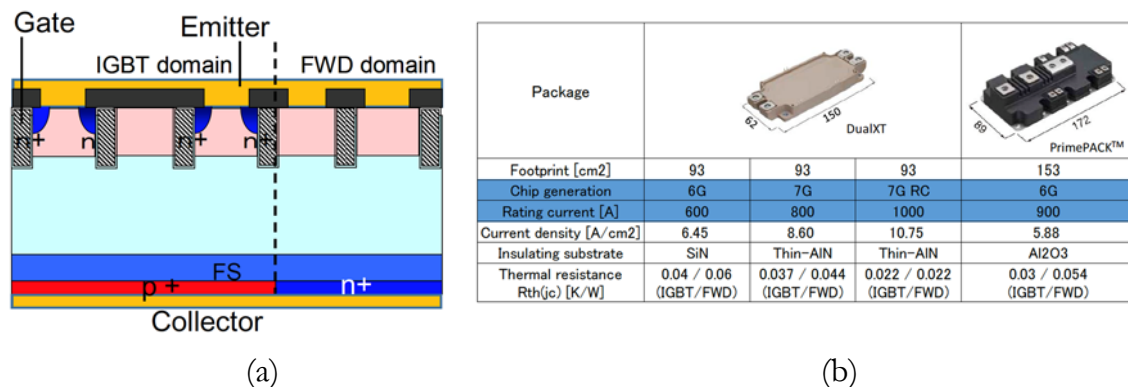 Gate
Emitter
IGBT domain
FWD domain
n+
n
n+
n+
FS
p +
n+
Collector
(a)
Package
62
150
DualXT
89
172
PrimePACK™
Footprint [cm2] 93 93 93 153
Chip generation 6G 7G 7G RC 6G
Rating current [A] 600 800 1000 900
Current density [A/cm2] 6.45 8.60 10.75 5.88
Insulating substrate SiN Thin-AlN Thin-AlN Al2O3
Thermal resistance 0.04 / 0.06 0.037 / 0.044 0.022 / 0.022 0.03 / 0.054
Rth(jc) [K/W] (IGBT/FWD) (IGBT/FWD) (IGBT/FWD) (IGBT/FWD)
(b)